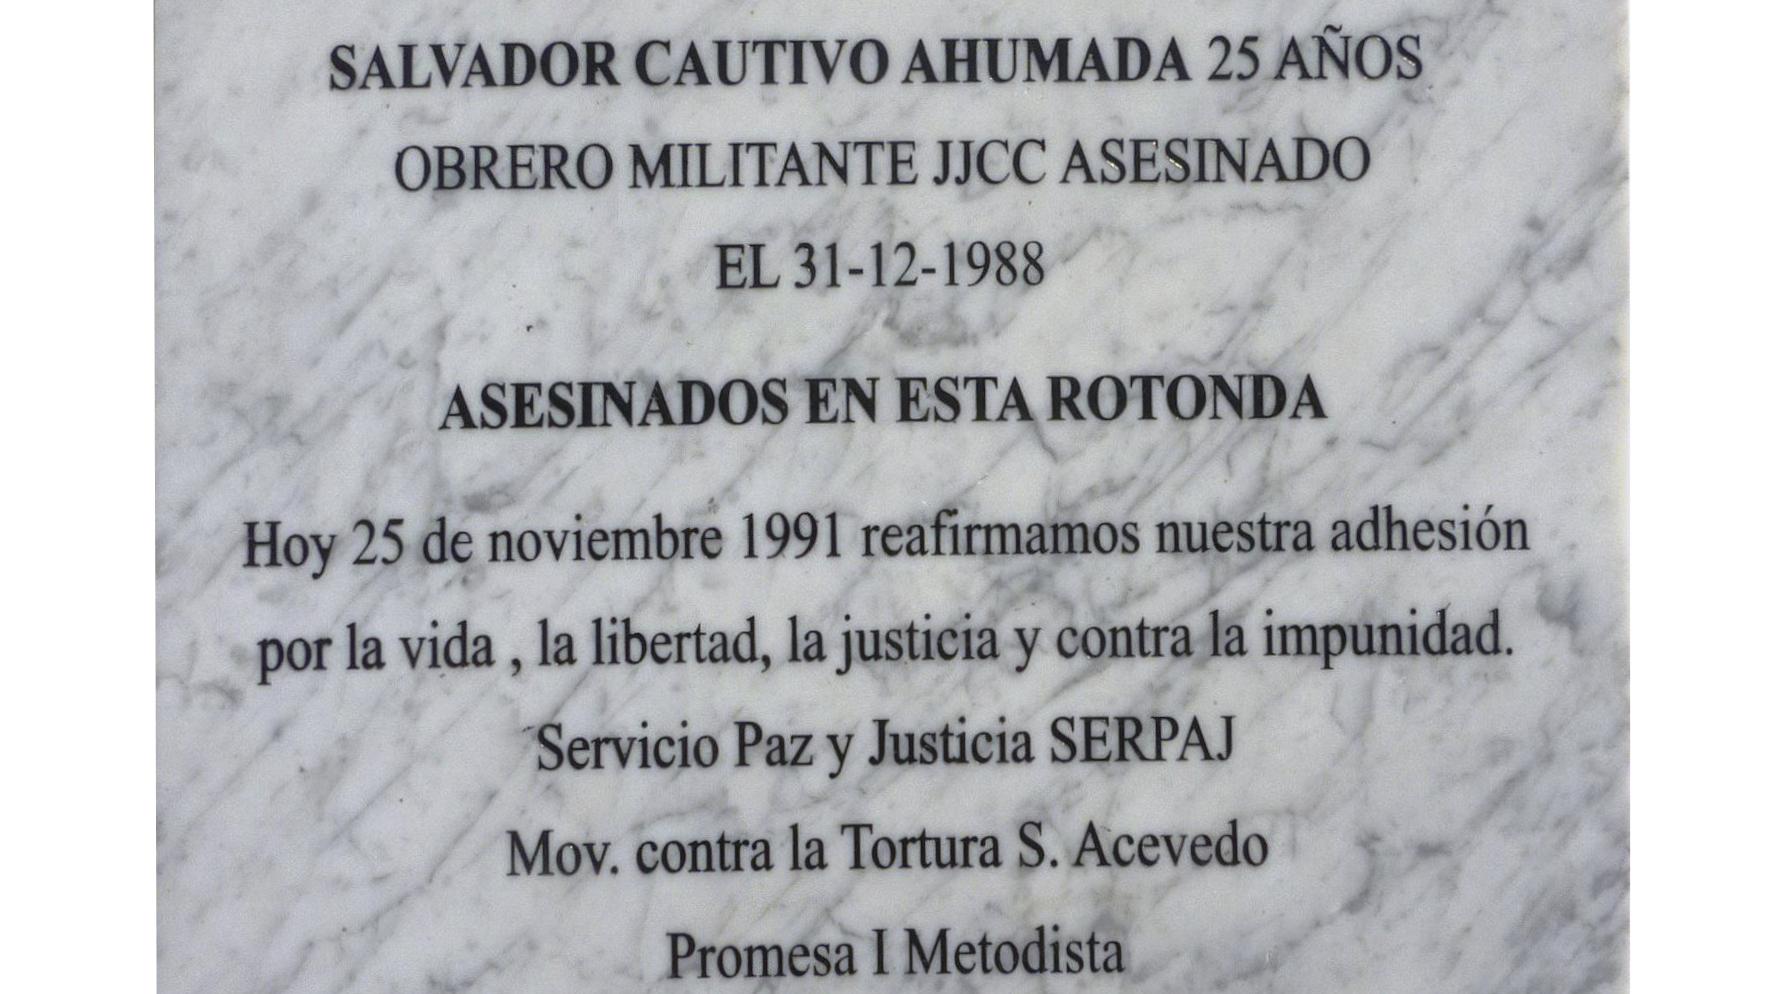 SALVADOR CAUTIVO AHUMADA 25 AÑOS
OBRERO MILITANTE JJCC ASESINADO
EL 31-12-1988
ASESINADOS EN ESTA ROTONDA
Hoy 25 de noviembre 1991 reafirmamos nuestra adhesión
por la vida , la libertad, la justicia y contra la impunidad.
Servicio Paz y Justicia SERPAJ
Mov. contra la Tortura S. Acevedo
Promesa I Metodista